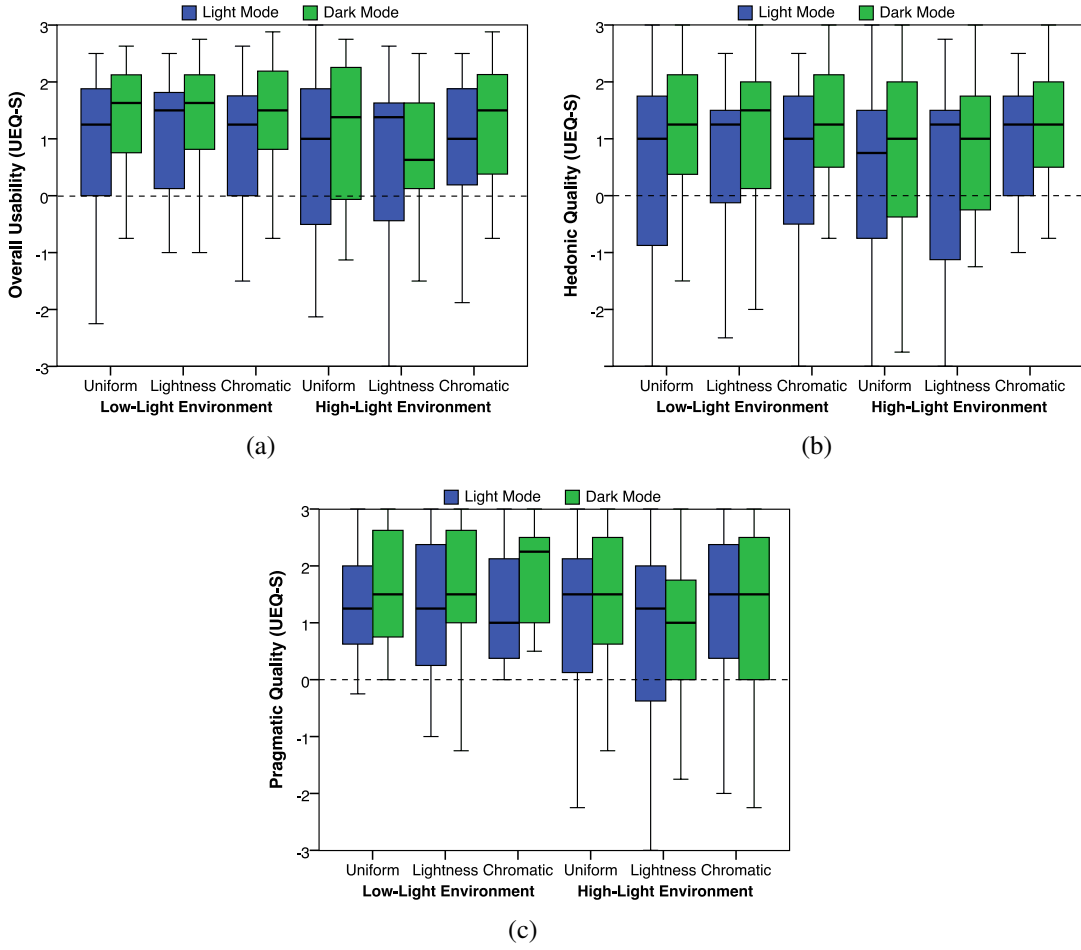 Light Mode Dark Mode
3
2
1
0
-1
-2
-3
Overall Usability (UEQ-S)
Uniform Lightness Chromatic Uniform Lightness Chromatic
Low-Light Environment High-Light Environment
(a)
Light Mode Dark Mode
3
2
1
0
-1
-2
-3
Hedonic Quality (UEQ-S)
Uniform Lightness Chromatic Uniform Lightness Chromatic
Low-Light Environment High-Light Environment
(b)
Light Mode Dark Mode
3
2
1
0
-1
-2
-3
Pragmatic Quality (UEQ-S)
Uniform Lightness Chromatic Uniform Lightness Chromatic
Low-Light Environment High-Light Environment
(c)